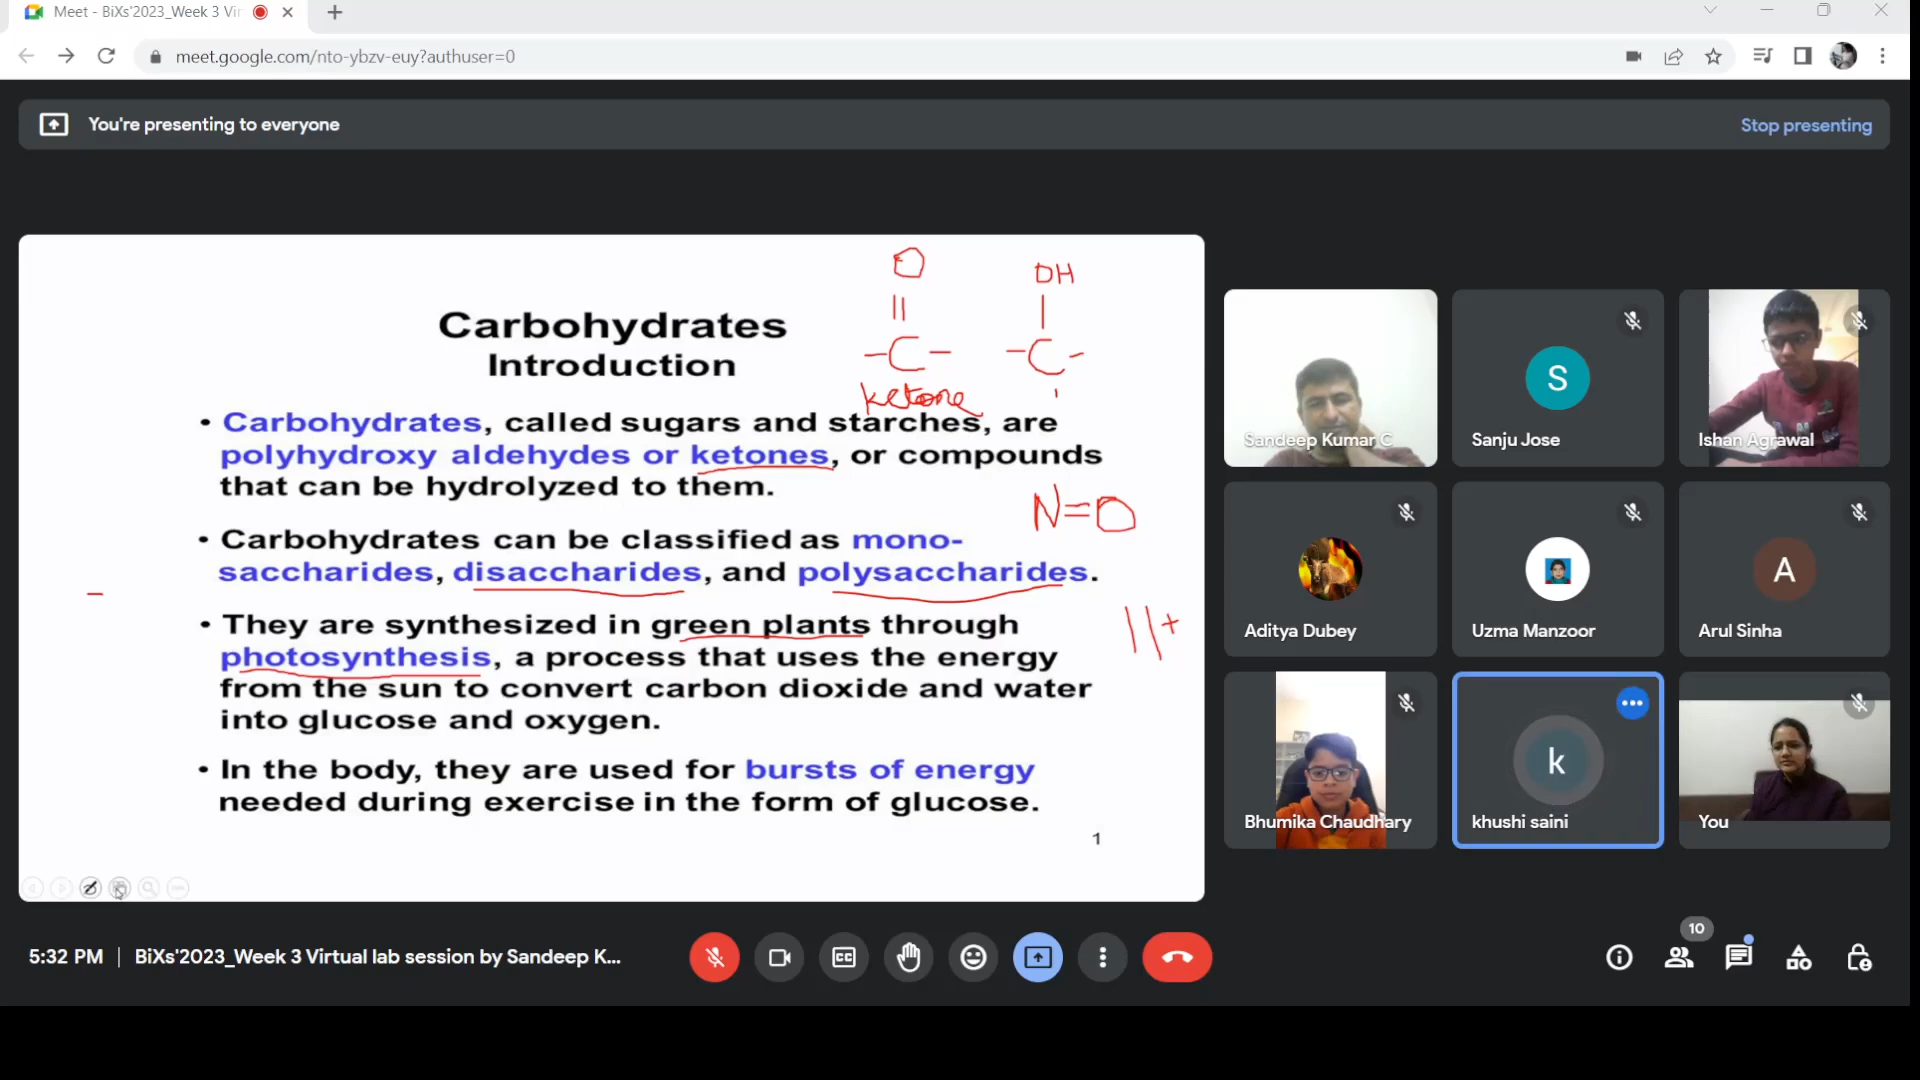 Meet - BiXs'2023_Week 3 Vir
meet.google.com/nto-ybzv-euy?authuser=0
You're presenting to everyone
Stop presenting
O
||
-C-
ketone
OH
|
-C-
Carbohydrates
Introduction
• Carbohydrates, called sugars and starches, are
polyhydroxy aldehydes or ketones, or compounds
that can be hydrolyzed to them.
N=O
• Carbohydrates can be classified as mono-
saccharides, disaccharides, and polysaccharides.
• They are synthesized in green plants through
photosynthesis, a process that uses the energy
from the sun to convert carbon dioxide and water
into glucose and oxygen.
• In the body, they are used for bursts of energy
needed during exercise in the form of glucose.
1
Sandeep Kumar C
S
Sanju Jose
Ishan Agrawal
Aditya Dubey
Uzma Manzoor
A
Arul Sinha
Bhumika Chaudhary
k
khushi saini
You
5:32 PM | BiXs'2023_Week 3 Virtual lab session by Sandeep K...
CC
10